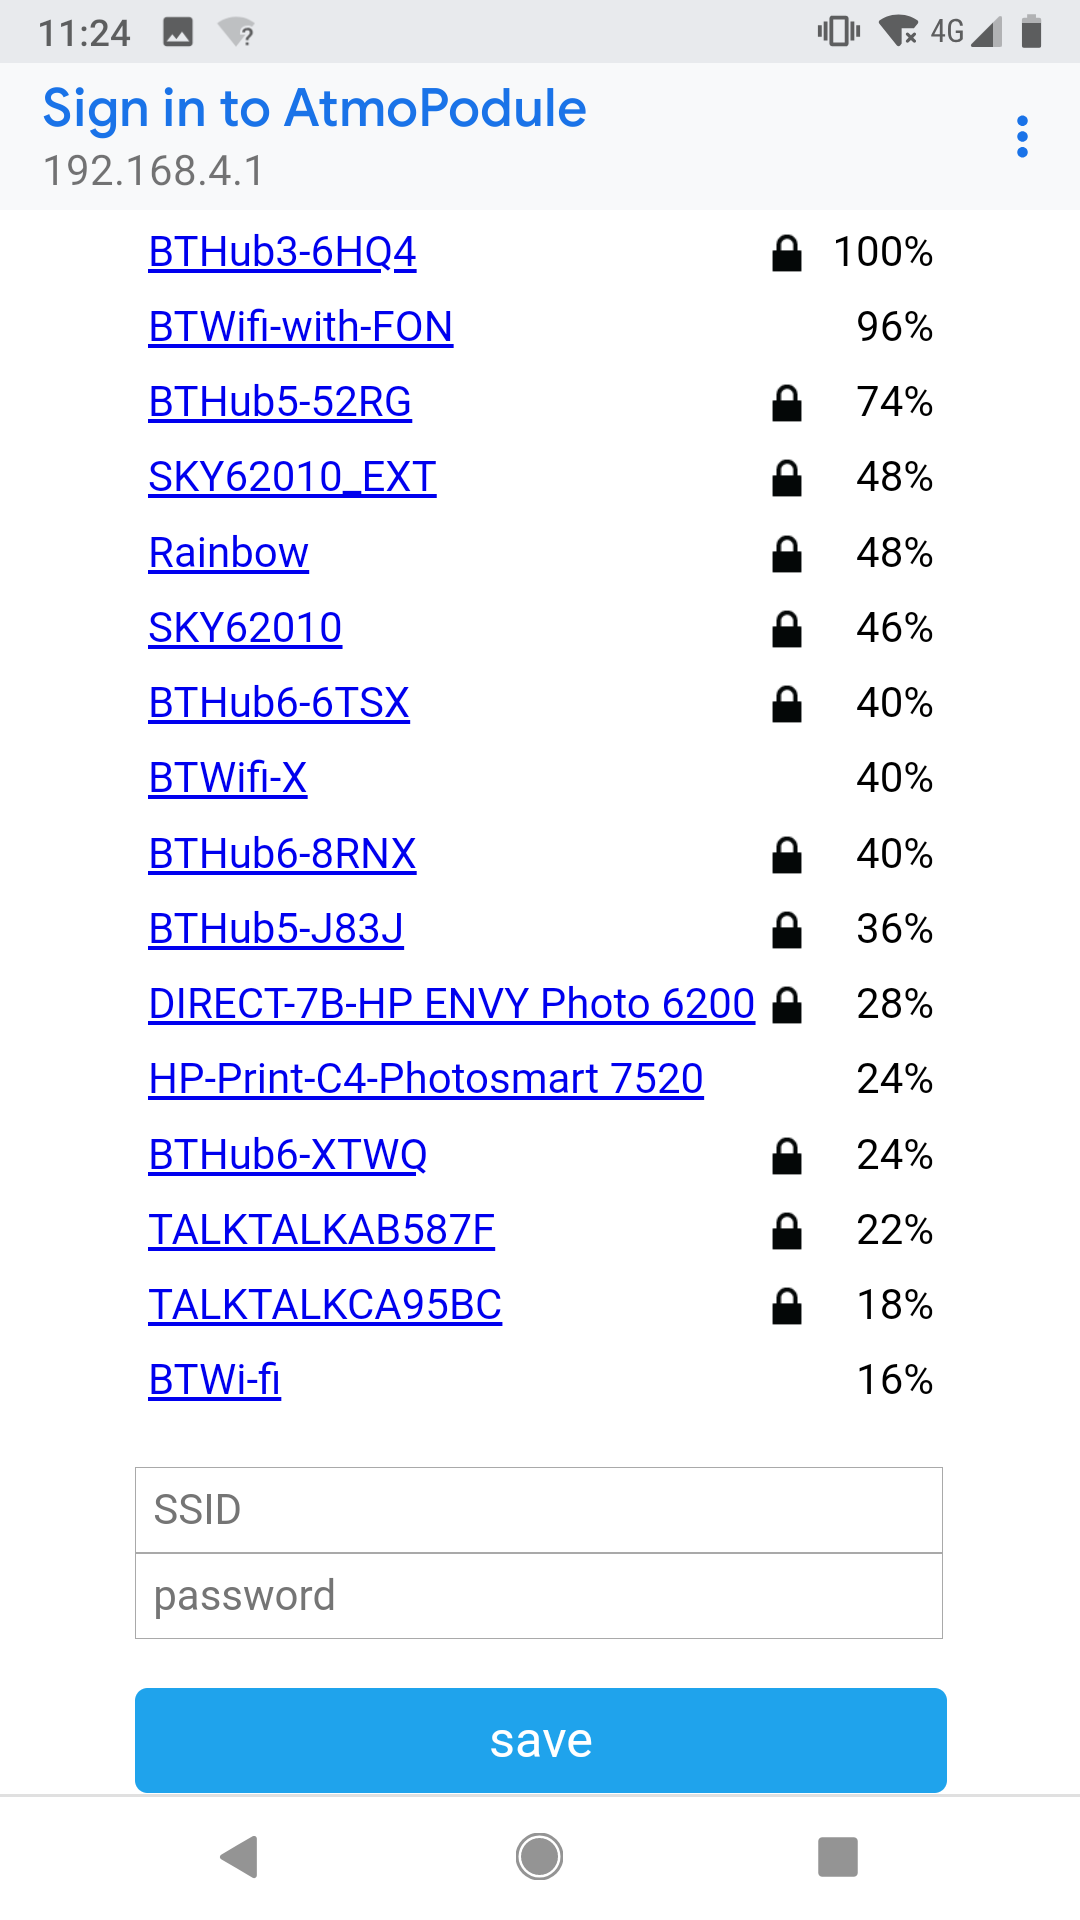 11:24 4G
Sign in to AtmoPodule
192.168.4.1
BTHub3-6HQ4 100%
BTWifi-with-FON 96%
BTHub5-52RG 74%
SKY62010_EXT 48%
Rainbow 48%
SKY62010 46%
BTHub6-6TSX 40%
BTWifi-X 40%
BTHub6-8RNX 40%
BTHub5-J83J 36%
DIRECT-7B-HP ENVY Photo 6200 28%
HP-Print-C4-Photosmart 7520 24%
BTHub6-XTWQ 24%
TALKTALKAB587F 22%
TALKTALKCA95BC 18%
BTWi-fi 16%
SSID
password
save